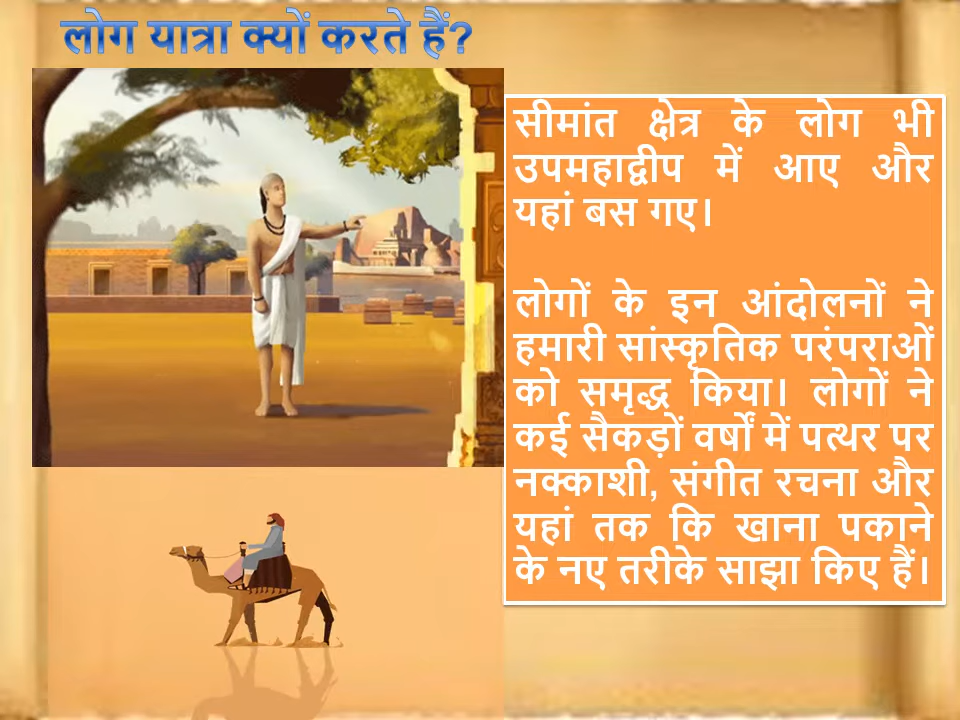 लोग यात्रा क्यों करते हैं?
सीमांत क्षेत्र के लोग भी
उपमहाद्वीप में आए और
यहां बस गए।
लोगों के इन आंदोलनों ने
हमारी सांस्कृतिक परंपराओं
को समृद्ध किया। लोगों ने
कई सैकड़ों वर्षों में पत्थर पर
नक्काशी, संगीत रचना और
यहां तक कि खाना पकाने
के नए तरीके साझा किए हैं।